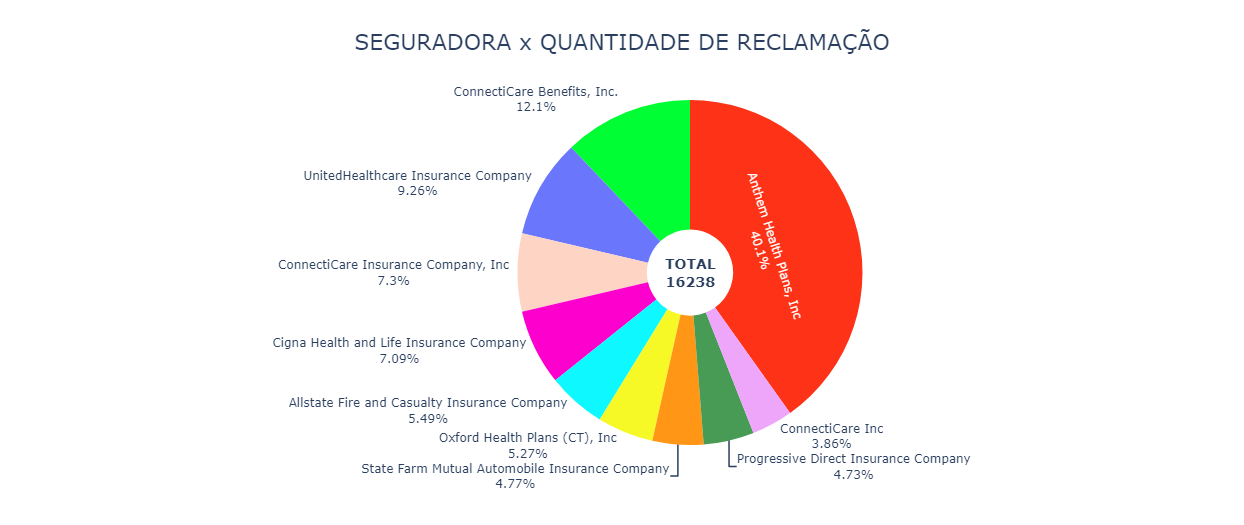 SEGURADORA x QUANTIDADE DE RECLAMAÇÃO
ConnectiCare Benefits, Inc.
12.1%
UnitedHealthcare Insurance Company
9.26%
ConnectiCare Insurance Company, Inc
7.3%
Cigna Health and Life Insurance Company
7.09%
Allstate Fire and Casualty Insurance Company
5.49%
Oxford Health Plans (CT), Inc
5.27%
State Farm Mutual Automobile Insurance Company
4.77%
Anthem Health Plans, Inc
40.1%
TOTAL
16238
ConnectiCare Inc
3.86%
Progressive Direct Insurance Company
4.73%